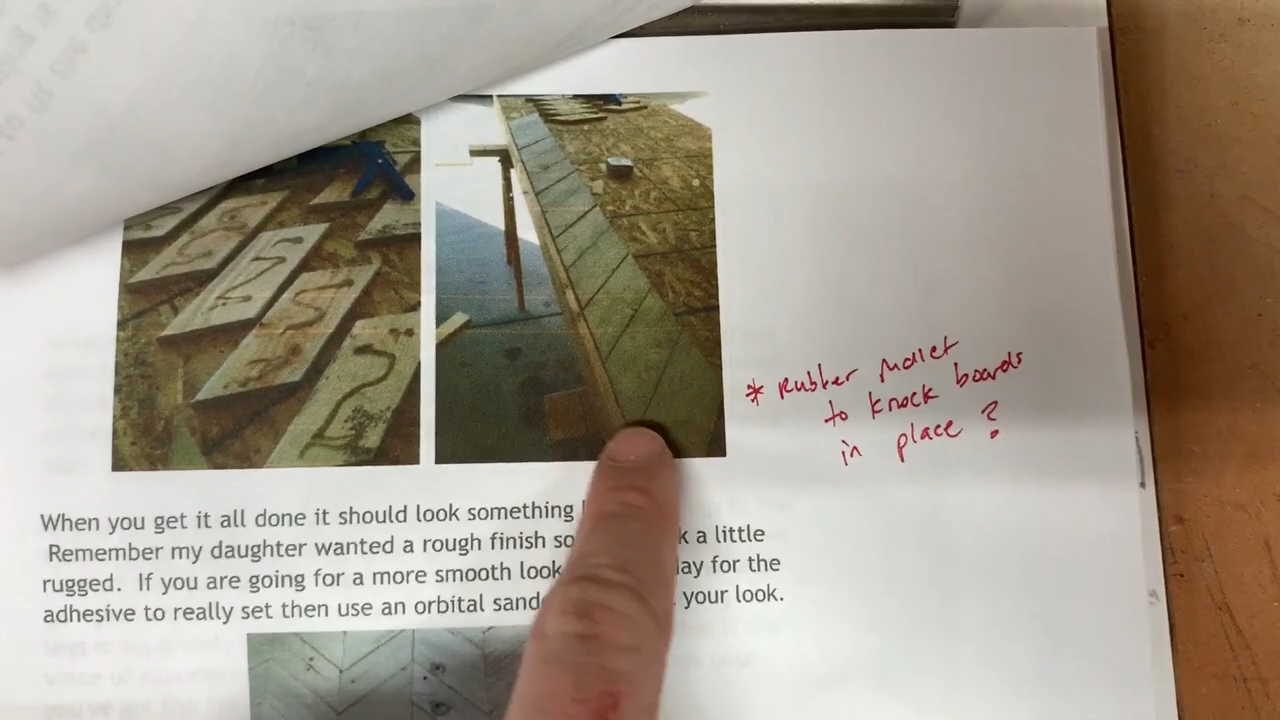 * Rubber Mallet
to knock boards
in place ?
When you get it all done it should look something
Remember my daughter wanted a rough finish so a little
rugged. If you are going for a more smooth look for the
adhesive to really set then use an orbital your look.